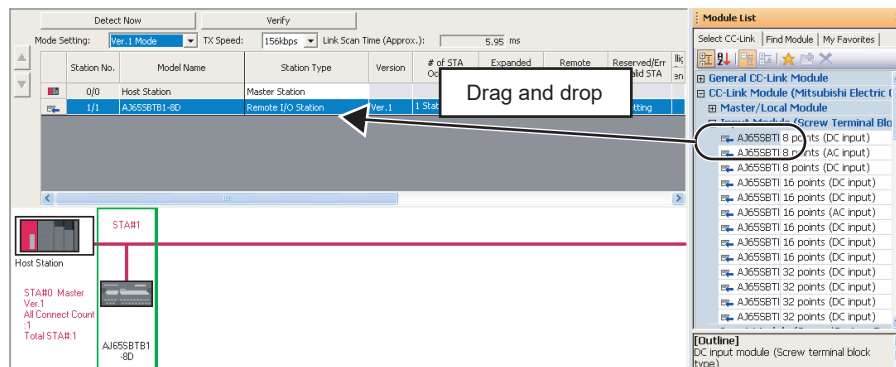 Detect Now Verify
Mode Setting: Ver.1 Mode TX Speed: 156kbps Link Scan Time (Approx.): 5.95 ms
Station No. Model Name Station Type Version # of STA Expanded Remote Reserved/Err
0/0 Host Station Master Station
1/1 AJ65SBTB1-8D Remote I/O Station Ver.1 1 Stat
Drag and drop
STA#1
Host Station
STA#0 Master
Ver.1
All Connect Count
:1
Total STA#:1
AJ65SBTB1
-8D
Module List
Select CC-Link Find Module My Favorites
General CC-Link Module
CC-Link Module (Mitsubishi Electric
Master/Local Module
Input Module (Screw Terminal Blo
AJ65SBTI 8 points (DC input)
AJ65SBTI 8 points (AC input)
AJ65SBTI 8 points (DC input)
AJ65SBTI 16 points (DC input)
AJ65SBTI 16 points (DC input)
AJ65SBTI 16 points (AC input)
AJ65SBTI 16 points (DC input)
AJ65SBTI 16 points (DC input)
AJ65SBTI 16 points (DC input)
AJ65SBTI 32 points (DC input)
AJ65SBTI 32 points (DC input)
AJ65SBTI 32 points (DC input)
AJ65SBTI 32 points (DC input)
[Outline]
DC input module (Screw terminal block
type)